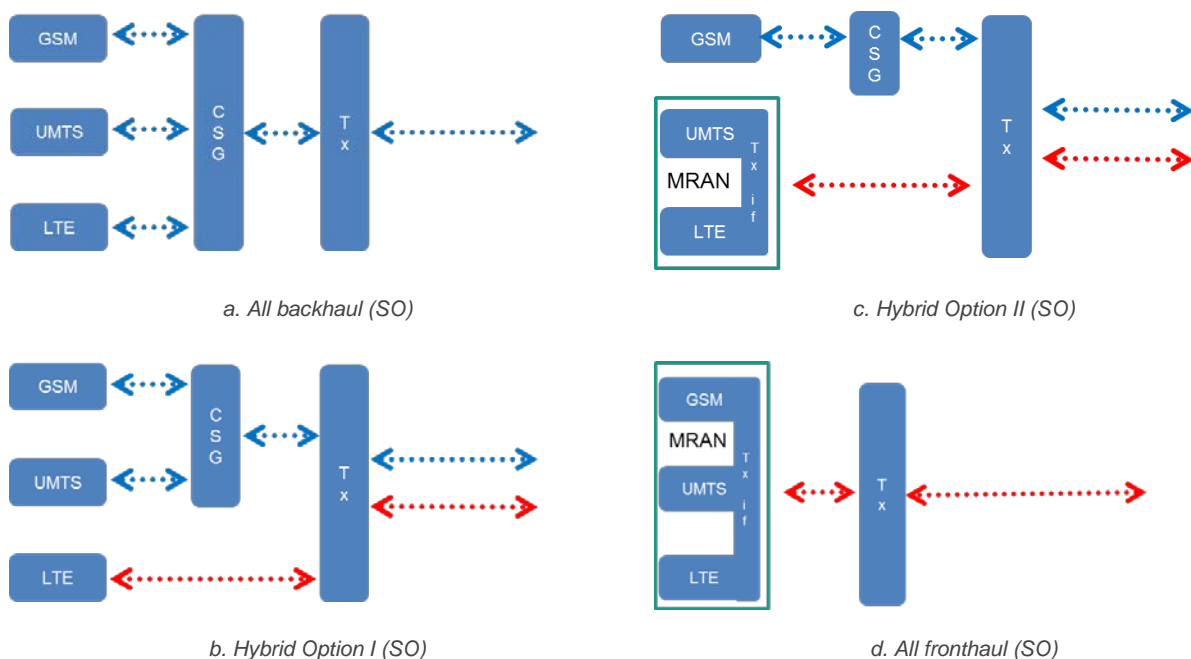 GSM
UMTS
LTE
C
S
G
T
x
a. All backhaul (SO)
GSM
UMTS
LTE
C
S
G
T
x
b. Hybrid Option I (SO)
GSM
C
S
G
UMTS
MRAN
LTE
T
x
i
f
T
x
c. Hybrid Option II (SO)
GSM
MRAN
UMTS
LTE
T
x
i
f
T
x
d. All fronthaul (SO)